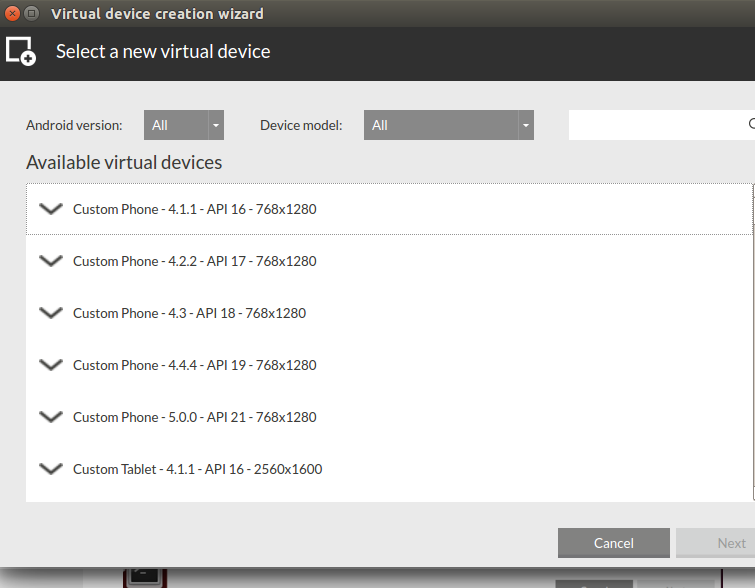 Virtual device creation wizard
Select a new virtual device
Android version: All Device model: All
Available virtual devices
Custom Phone - 4.1.1 - API 16 - 768x1280
Custom Phone - 4.2.2 - API 17 - 768x1280
Custom Phone - 4.3 - API 18 - 768x1280
Custom Phone - 4.4.4 - API 19 - 768x1280
Custom Phone - 5.0.0 - API 21 - 768x1280
Custom Tablet - 4.1.1 - API 16 - 2560x1600
Cancel Next